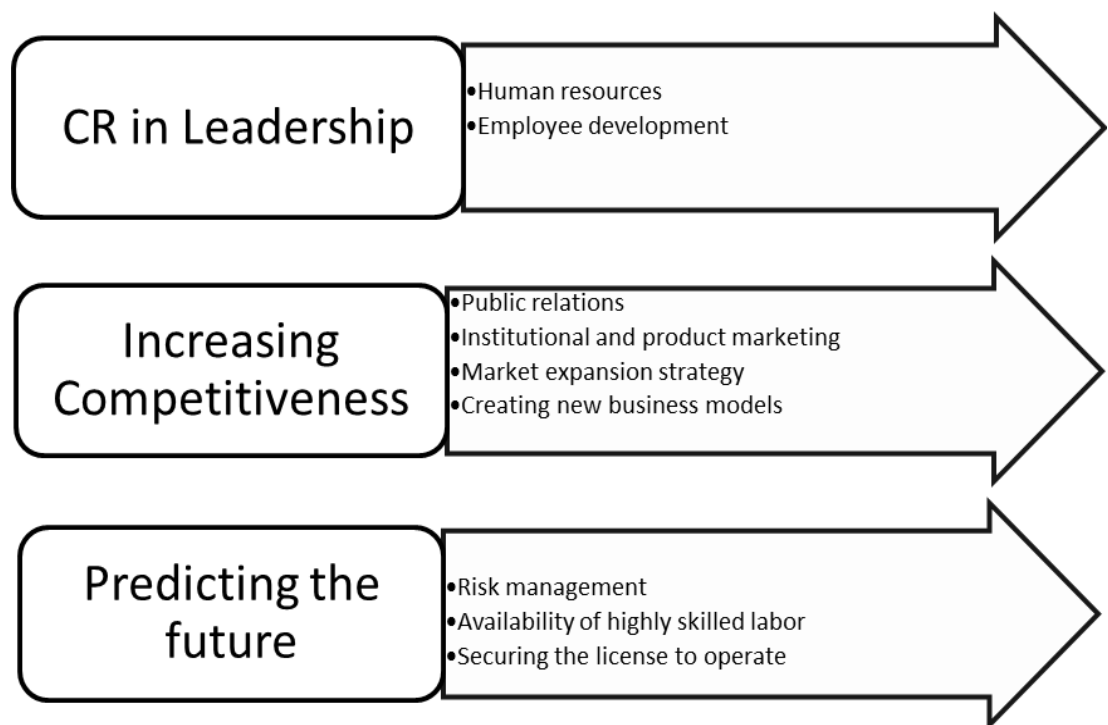 CR in Leadership
•Human resources
•Employee development
Increasing
Competitiveness
•Public relations
•Institutional and product marketing
•Market expansion strategy
•Creating new business models
Predicting the
future
•Risk management
•Availability of highly skilled labor
•Securing the license to operate